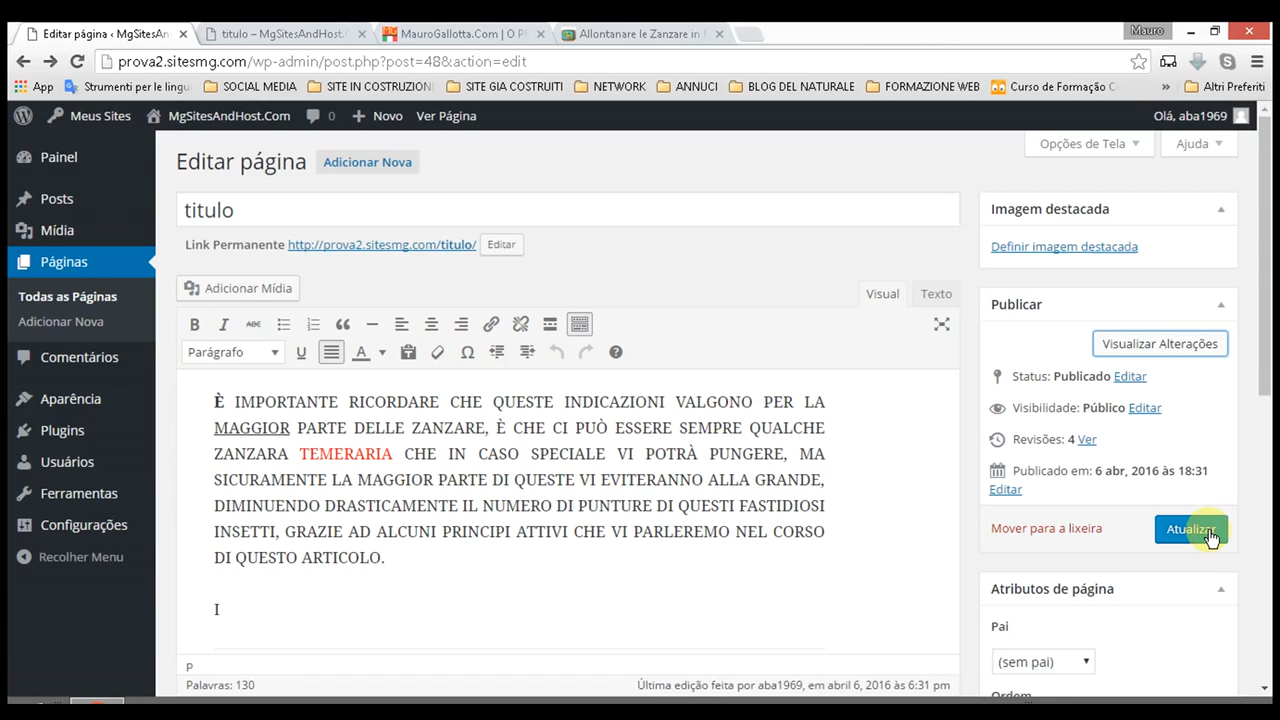 Editar página ‹ MgSitesAn
titulo – MgSitesAndHost.C
MauroGallotta.Com | O P
Allontanare le Zanzare in
Mauro
prova2.sitesmg.com/wp-admin/post.php?post=48&action=edit
App
Strumenti per le lingu
SOCIAL MEDIA
SITE IN COSTRUZION
SITE GIA COSTRUITI
NETWORK
ANNUCI
BLOG DEL NATURALE
FORMAZIONE WEB
Curso de Formação C
»
Altri Preferiti
Meus Sites
MgSitesAndHost.Com
0
Novo
Ver Página
Olá, aba1969
Painel
Posts
Mídia
Páginas
Todas as Páginas
Adicionar Nova
Comentários
Aparência
Plugins
Usuários
Ferramentas
Configurações
Recolher Menu
Editar página
Adicionar Nova
Opções de Tela
Ajuda
titulo
Link Permanente http://prova2.sitesmg.com/titulo/ Editar
Adicionar Mídia
Visual
Texto
B I ABC
Parágrafo
U
A
È IMPORTANTE RICORDARE CHE QUESTE INDICAZIONI VALGONO PER LA
MAGGIOR PARTE DELLE ZANZARE, È CHE CI PUÒ ESSERE SEMPRE QUALCHE
ZANZARA TEMERARIA CHE IN CASO SPECIALE VI POTRÀ PUNGERE, MA
SICURAMENTE LA MAGGIOR PARTE DI QUESTE VI EVITERANNO ALLA GRANDE,
DIMINUENDO DRASTICAMENTE IL NUMERO DI PUNTURE DI QUESTI FASTIDIOSI
INSETTI, GRAZIE AD ALCUNI PRINCIPI ATTIVI CHE VI PARLEREMO NEL CORSO
DI QUESTO ARTICOLO.
I
p
Palavras: 130
Última edição feita por aba1969, em abril 6, 2016 às 6:31 pm
Imagem destacada
Definir imagem destacada
Publicar
Visualizar Alterações
Status: Publicado Editar
Visibilidade: Público Editar
Revisões: 4 Ver
Publicado em: 6 abr, 2016 às 18:31
Editar
Mover para a lixeira
Atualizar
Atributos de página
Pai
(sem pai)
Ordem